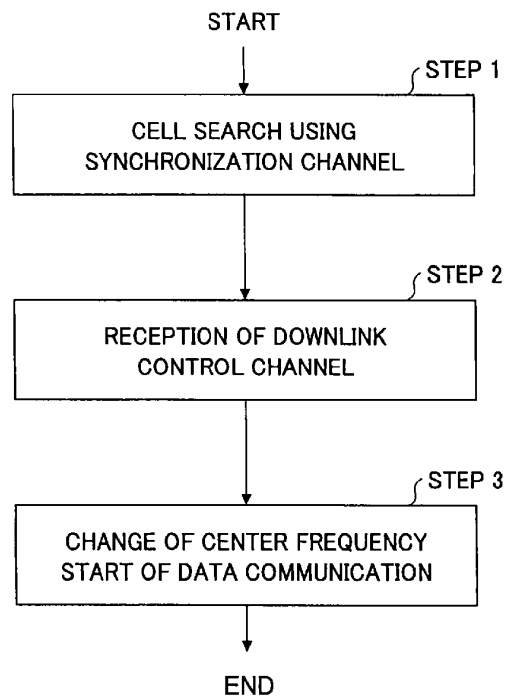 START
STEP 1
CELL SEARCH USING
SYNCHRONIZATION CHANNEL
STEP 2
RECEPTION OF DOWNLINK
CONTROL CHANNEL
STEP 3
CHANGE OF CENTER FREQUENCY
START OF DATA COMMUNICATION
END